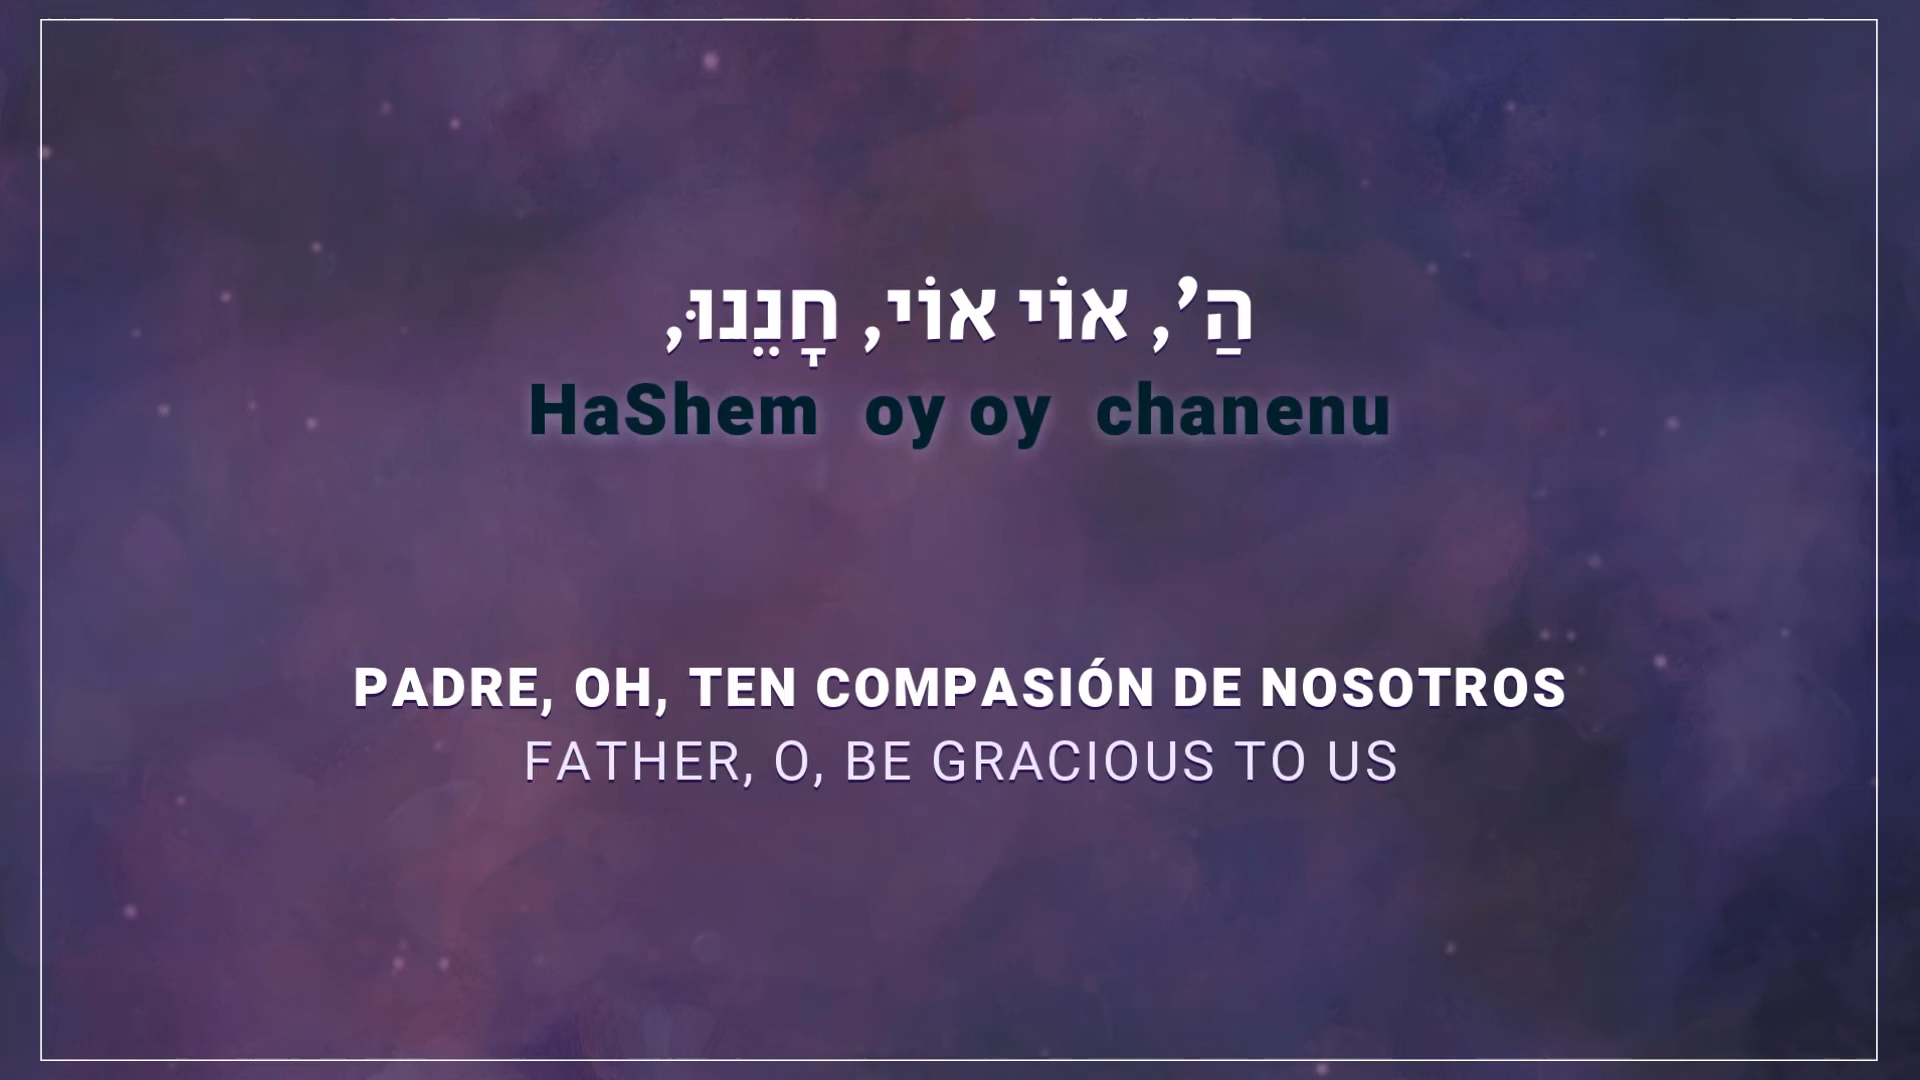 הַ’, אוֹי אוֹי, חָנֵנוּ,
HaShem oy oy chanenu
PADRE, OH, TEN COMPASIÓN DE NOSOTROS
FATHER, O, BE GRACIOUS TO US